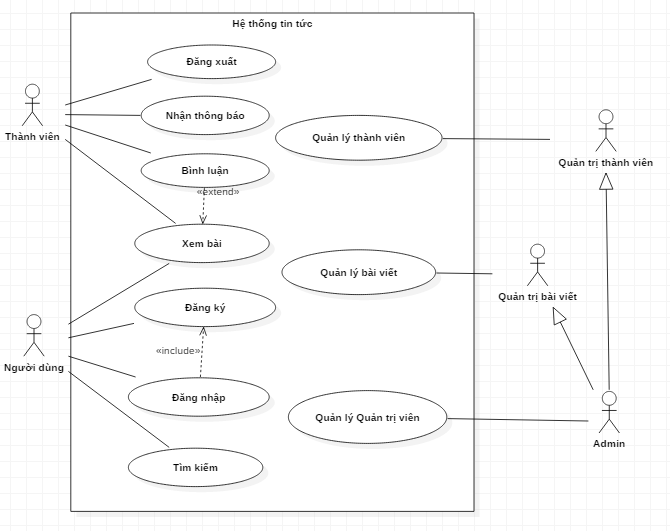 Hệ thống tin tức
Đăng xuất
Nhận thông báo
Thành viên
Quản lý thành viên
Quản trị thành viên
Bình luận
«extend»
Xem bài
Quản lý bài viết
Quản trị bài viết
Đăng ký
«include»
Người dùng
Đăng nhập
Quản lý Quản trị viên
Admin
Tìm kiếm